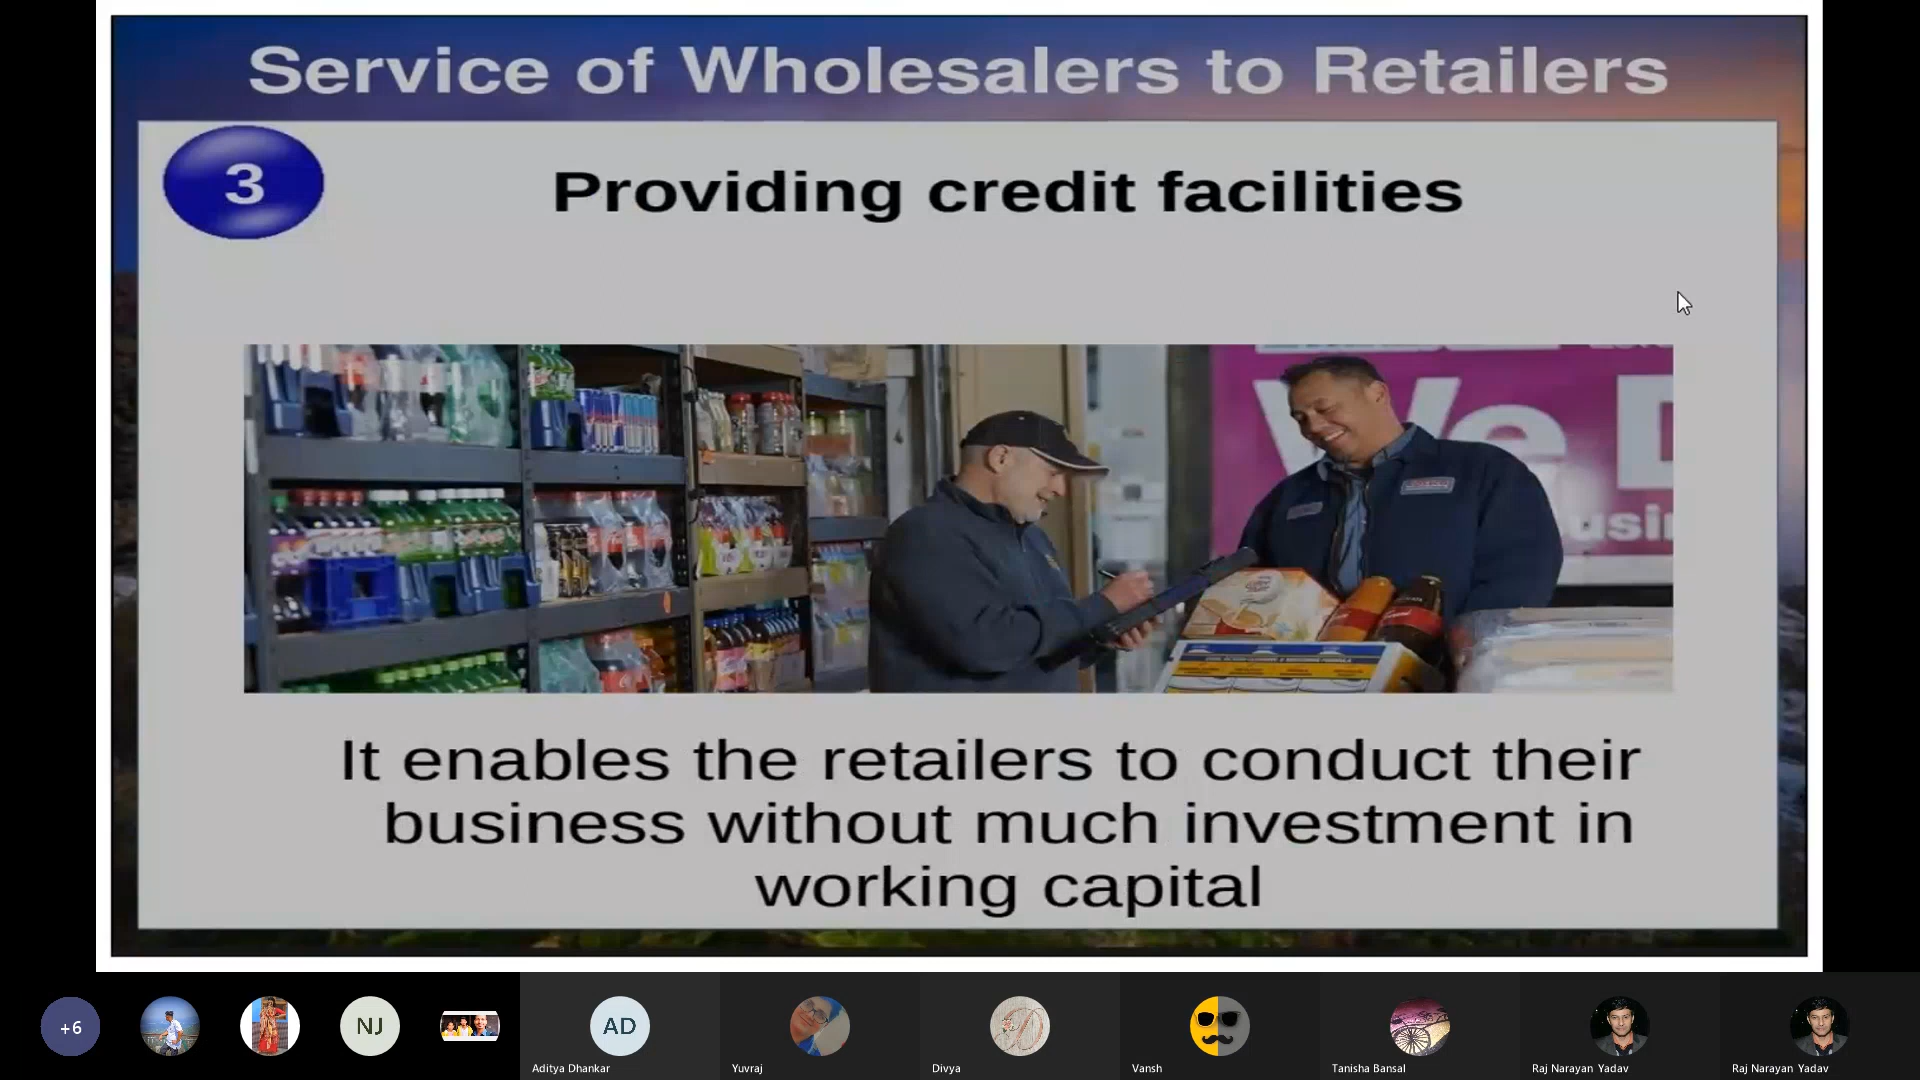 Service of Wholesalers to Retailers
3
Providing credit facilities
We
usin
It enables the retailers to conduct their
business without much investment in
working capital
+6
NJ
AD
Aditya Dhankar
Yuvraj
Divya
Vansh
Tanisha Bansal
Raj Narayan Yadav
Raj Narayan Yadav